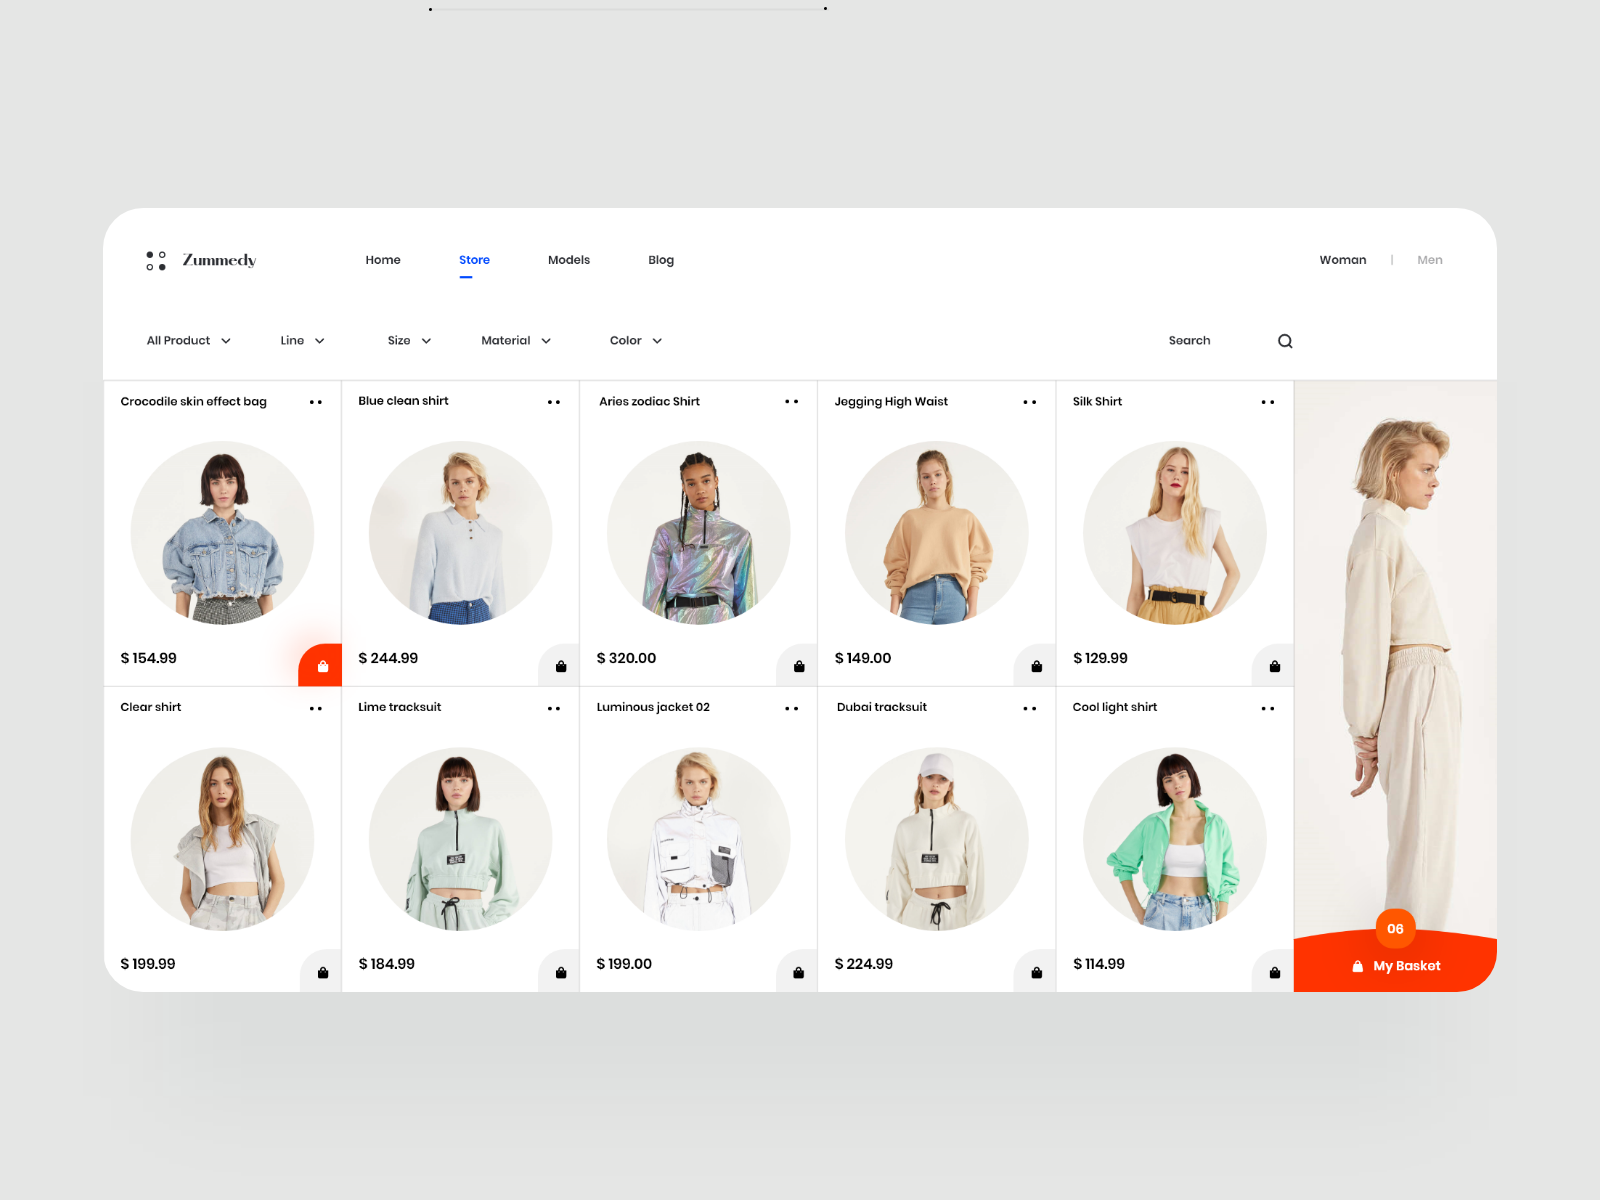 Zummedy
Home
Store
Models
Blog
Woman
|
Men
All Product
Line
Size
Material
Color
Search
Crocodile skin effect bag
Blue clean shirt
Aries zodiac Shirt
Jegging High Waist
Silk Shirt
$ 154.99
$ 244.99
$ 320.00
$ 149.00
$ 129.99
Clear shirt
Lime tracksuit
Luminous jacket 02
Dubai tracksuit
Cool light shirt
$ 199.99
$ 184.99
$ 199.00
$ 224.99
$ 114.99
06
My Basket